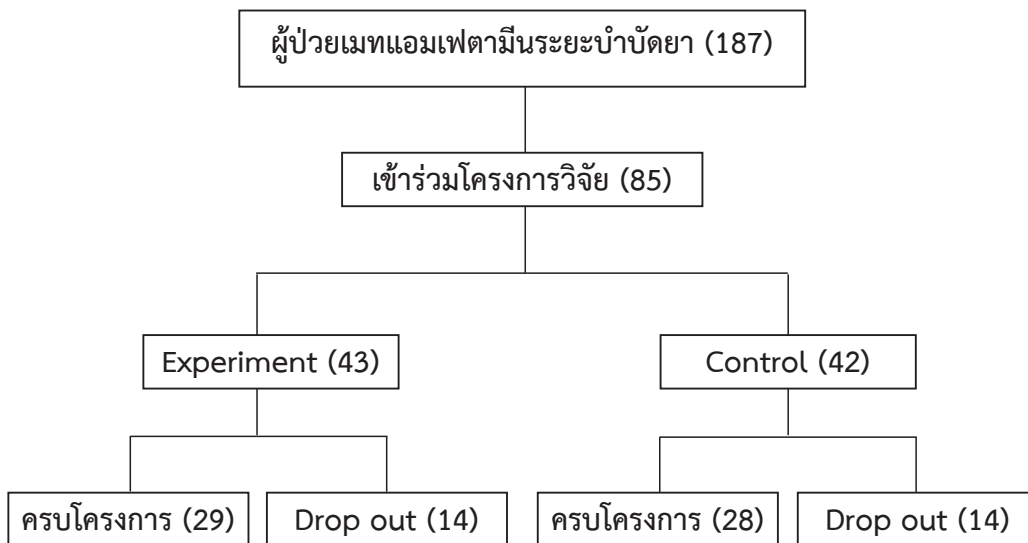 ผู้ป่วยเมทแอมเฟตามีนระยะบำบัดยา (187)
เข้าร่วมโครงการวิจัย (85)
Experiment (43)
Control (42)
ครบโครงการ (29)
Drop out (14)
ครบโครงการ (28)
Drop out (14)